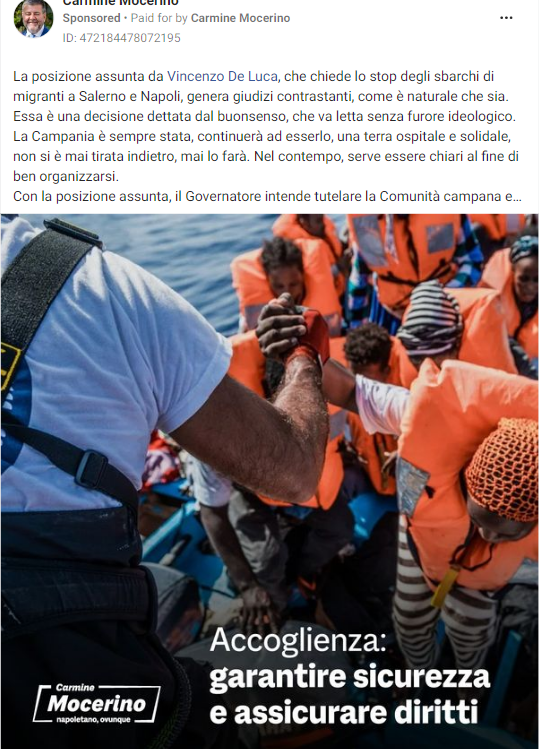 Carmine Mocerino
Sponsored • Paid for by Carmine Mocerino
ID: 472184478072195
La posizione assunta da Vincenzo De Luca, che chiede lo stop degli sbarchi di
migranti a Salerno e Napoli, genera giudizi contrastanti, come è naturale che sia.
Essa è una decisione dettata dal buonsenso, che va letta senza furore ideologico.
La Campania è sempre stata, continuerà ad esserlo, una terra ospitale e solidale,
non si è mai tirata indietro, mai lo farà. Nel contempo, serve essere chiari al fine di
ben organizzarsi.
Con la posizione assunta, il Governatore intende tutelare la Comunità campana e...
Accoglienza:
garantire sicurezza
e assicurare diritti
Carmine
Mocerino
napoletano, ovunque